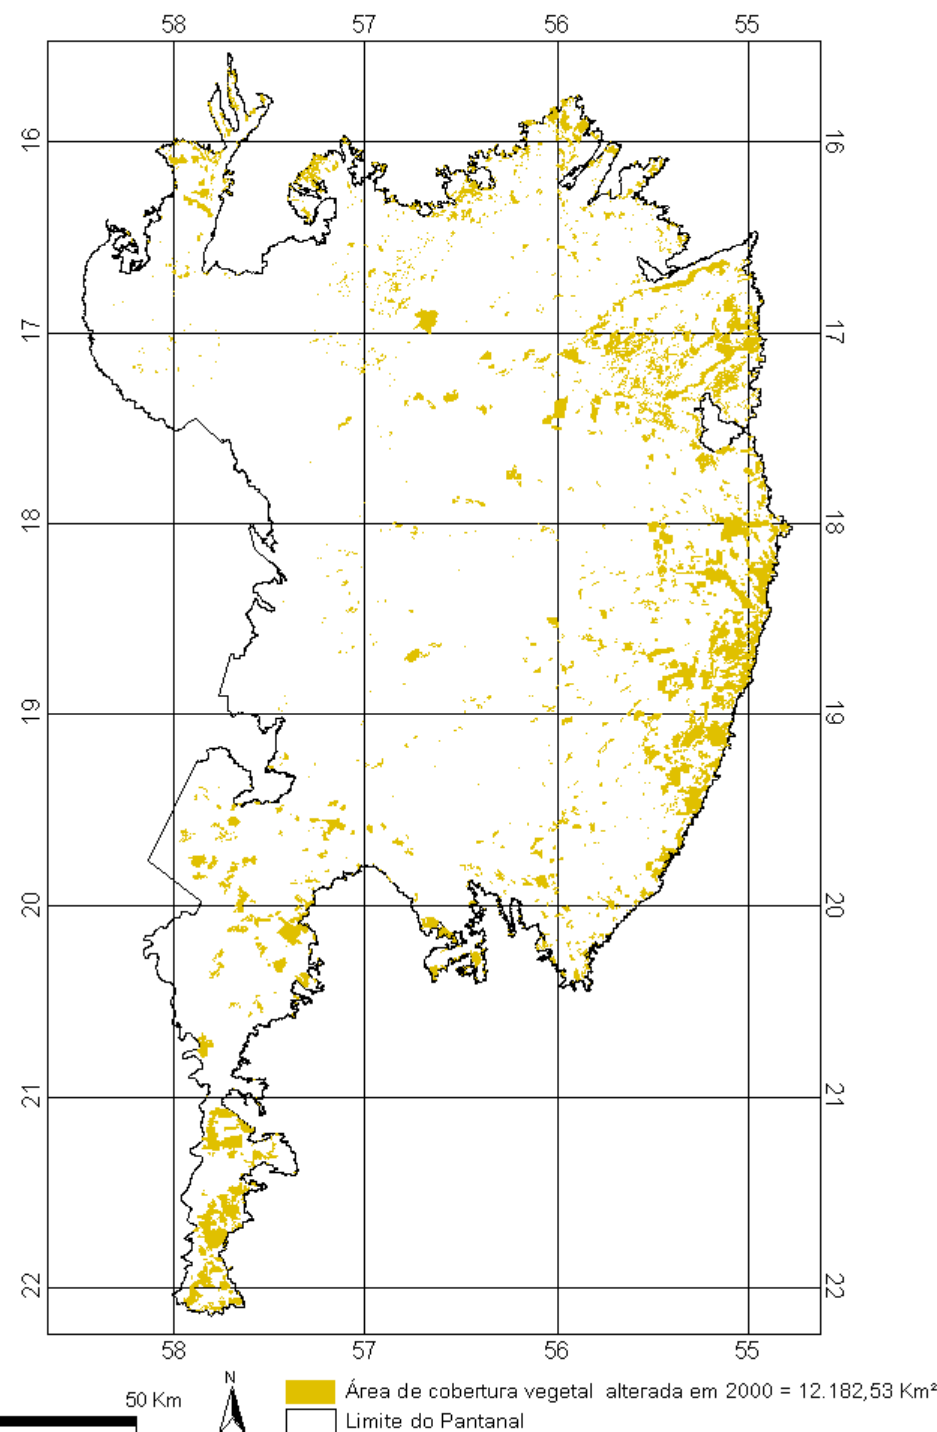 58 57 56 55
16 16
17 17
18 18
19 19
20 20
21 21
22 22
58 57 56 55
N
50 Km
Área de cobertura vegetal alterada em 2000 = 12.182,53 Km²
Limite do Pantanal